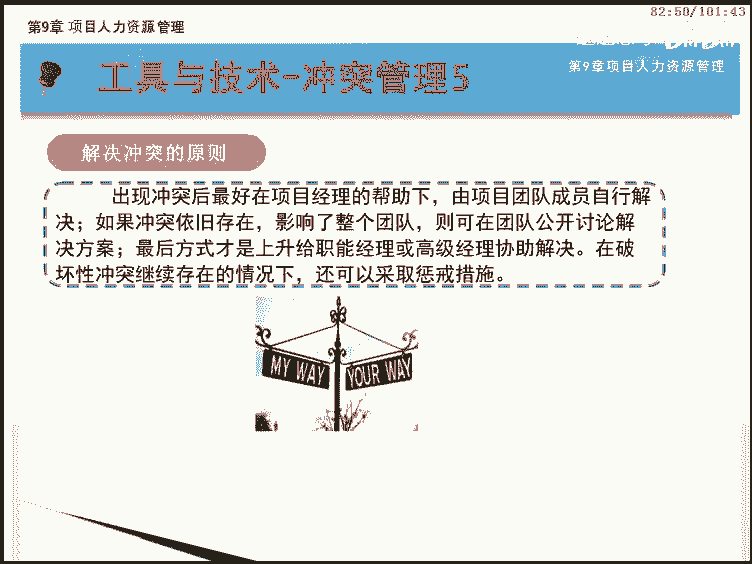 82:50/101:43
第9章 项目人力资源管理
bilibili
工具与技术-冲突管理5
第9章项目人力资源管理
解决冲突的原则
出现冲突后最好在项目经理的帮助下，由项目团队成员自行解
决；如果冲突依旧存在，影响了整个团队，则可在团队公开讨论解
决方案；最后方式才是上升给职能经理或高级经理协助解决。在破
坏性冲突继续存在的情况下，还可以采取惩戒措施。
MY WAY
YOUR WAY